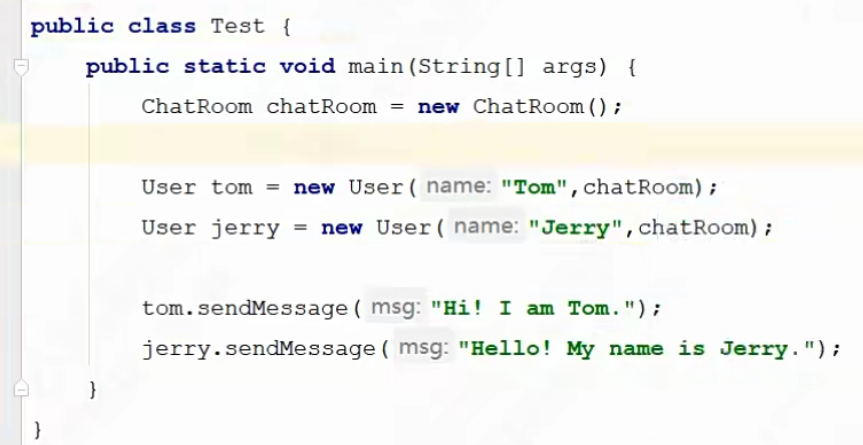 public class Test {
public static void main(String[] args) {
ChatRoom chatRoom = new ChatRoom();
User tom = new User( name: "Tom",chatRoom);
User jerry = new User( name: "Jerry",chatRoom);
tom.sendMessage( msg: "Hi! I am Tom.");
jerry.sendMessage( msg: "Hello! My name is Jerry.");
}
}